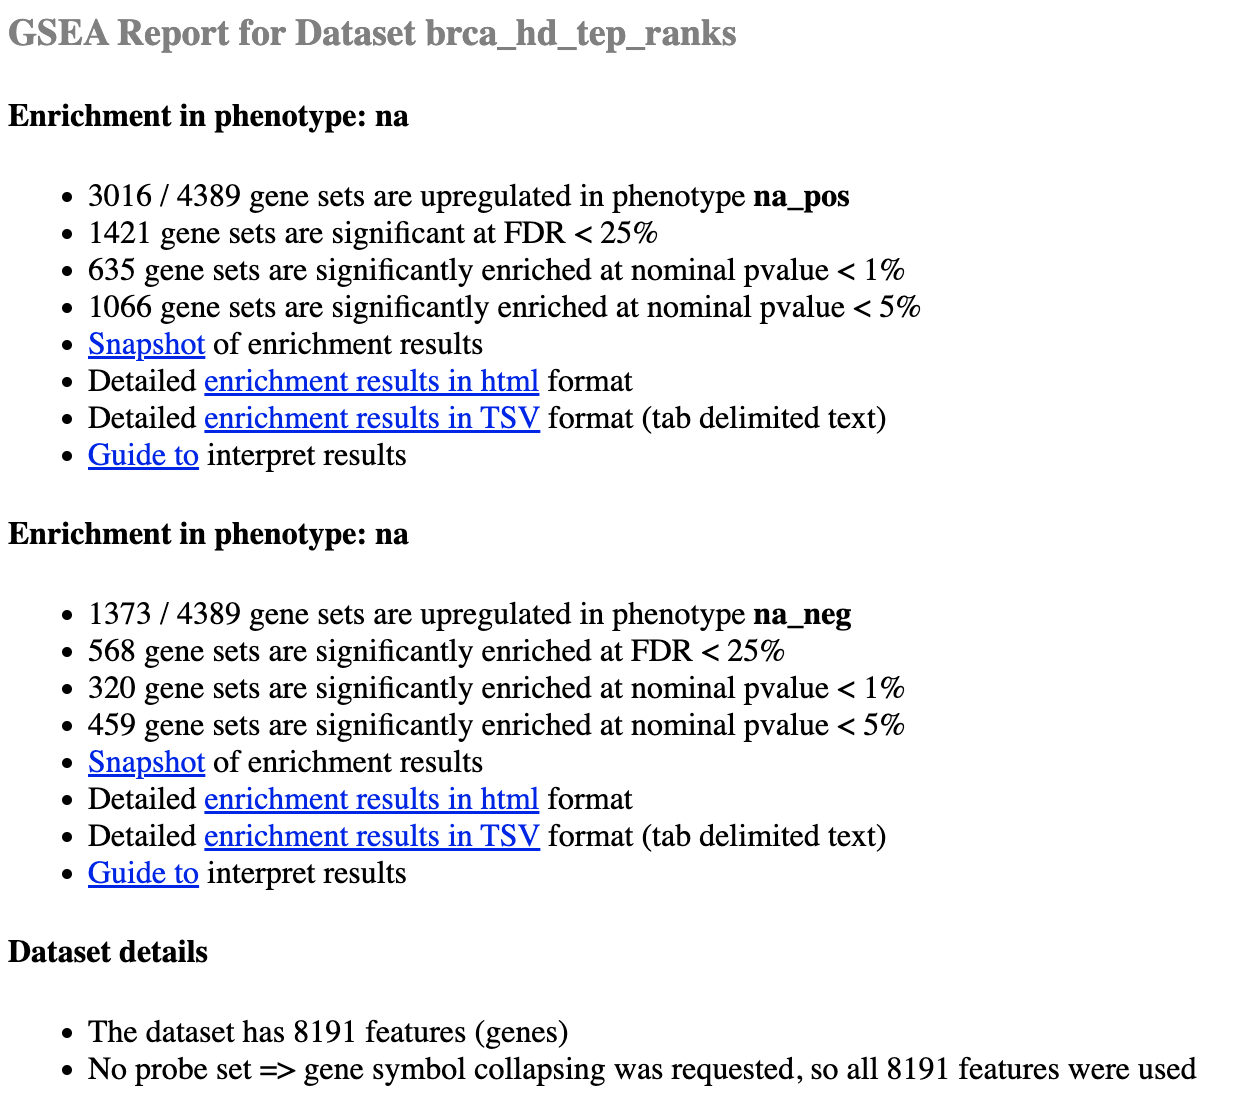 GSEA Report for Dataset brca_hd_tep_ranks
Enrichment in phenotype: na
• 3016 / 4389 gene sets are upregulated in phenotype na_pos
• 1421 gene sets are significant at FDR < 25%
• 635 gene sets are significantly enriched at nominal pvalue < 1%
• 1066 gene sets are significantly enriched at nominal pvalue < 5%
• Snapshot of enrichment results
• Detailed enrichment results in html format
• Detailed enrichment results in TSV format (tab delimited text)
• Guide to interpret results
Enrichment in phenotype: na
• 1373 / 4389 gene sets are upregulated in phenotype na_neg
• 568 gene sets are significantly enriched at FDR < 25%
• 320 gene sets are significantly enriched at nominal pvalue < 1%
• 459 gene sets are significantly enriched at nominal pvalue < 5%
• Snapshot of enrichment results
• Detailed enrichment results in html format
• Detailed enrichment results in TSV format (tab delimited text)
• Guide to interpret results
Dataset details
• The dataset has 8191 features (genes)
• No probe set => gene symbol collapsing was requested, so all 8191 features were used